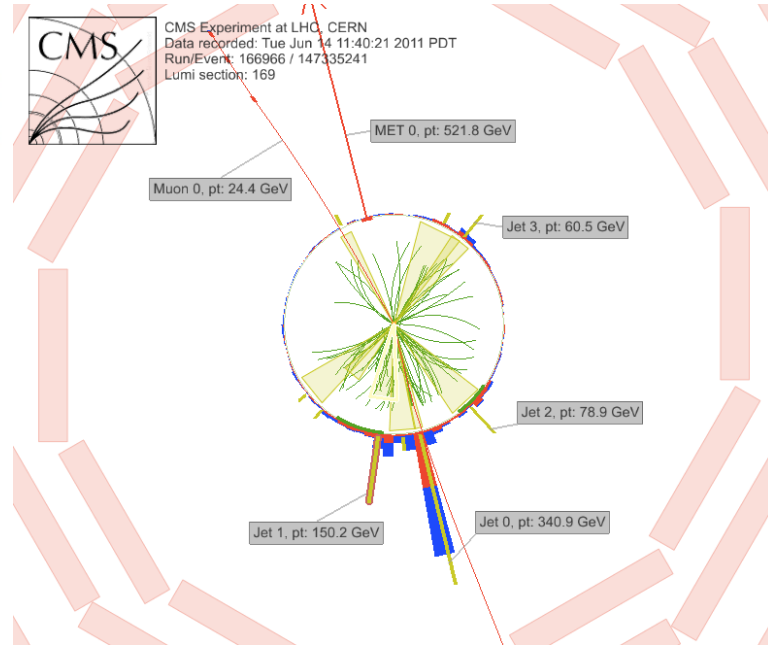 CMS
CMS Experiment at LHC, CERN
Data recorded: Tue Jun 14 11:40:21 2011 PDT
Run/Event: 166966 / 147335241
Lumi section: 169
MET 0, pt: 521.8 GeV
Muon 0, pt: 24.4 GeV
Jet 3, pt: 60.5 GeV
Jet 2, pt: 78.9 GeV
Jet 1, pt: 150.2 GeV
Jet 0, pt: 340.9 GeV